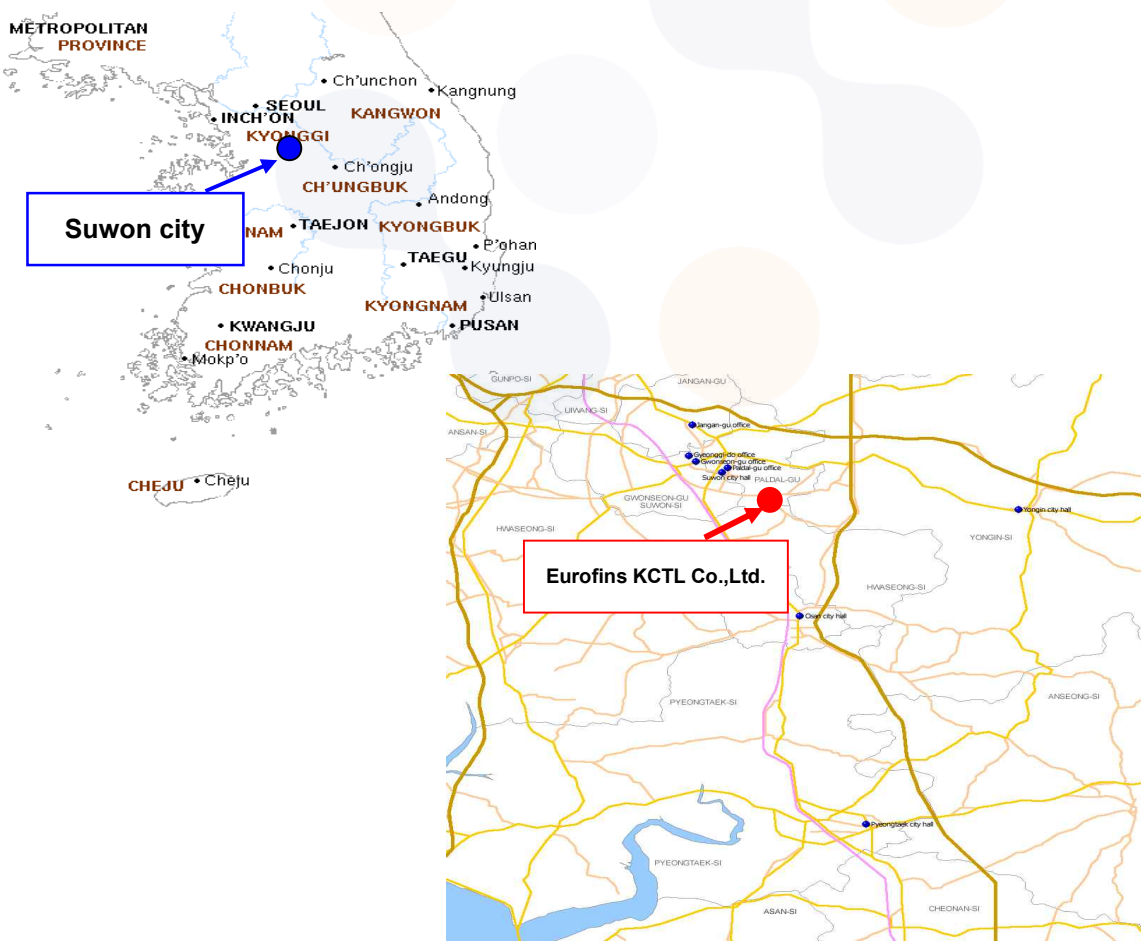 METROPOLITAN
PROVINCE
Ch'unchon
Kangnung
SEOUL
INCH'ON
KANGWON
KYONGGI
Ch'ongju
CH'UNGBUK
Andong
Suwon city
NAM
TAEJON
KYONGBUK
P'ohan
TAEGU
Kyungju
Chonju
CHONBUK
Ulsan
KYONGNAM
KWANGJU
PUSAN
CHONNAM
Mokp'o
CHEJU
Cheju
GUNPO-SI
JANGAN-GU
UIWANG-SI
ANSAN-SI
Jangan-gu office
Gyeonggi-do office
Gwonseon-gu office
Paldal-gu office
Suwon city hall
PALDAL-GU
GWONSEON-GU
SUWON-SI
Yongin city hall
HWASEONG-SI
YONGIN-SI
Eurofins KCTL Co.,Ltd.
HWASEONG-SI
Osan city hall
ANSEONG-SI
PYEONGTAEK-SI
Pyeongtaek city hall
PYEONGTAEK-SI
ASAN-SI
CHEONAN-SI